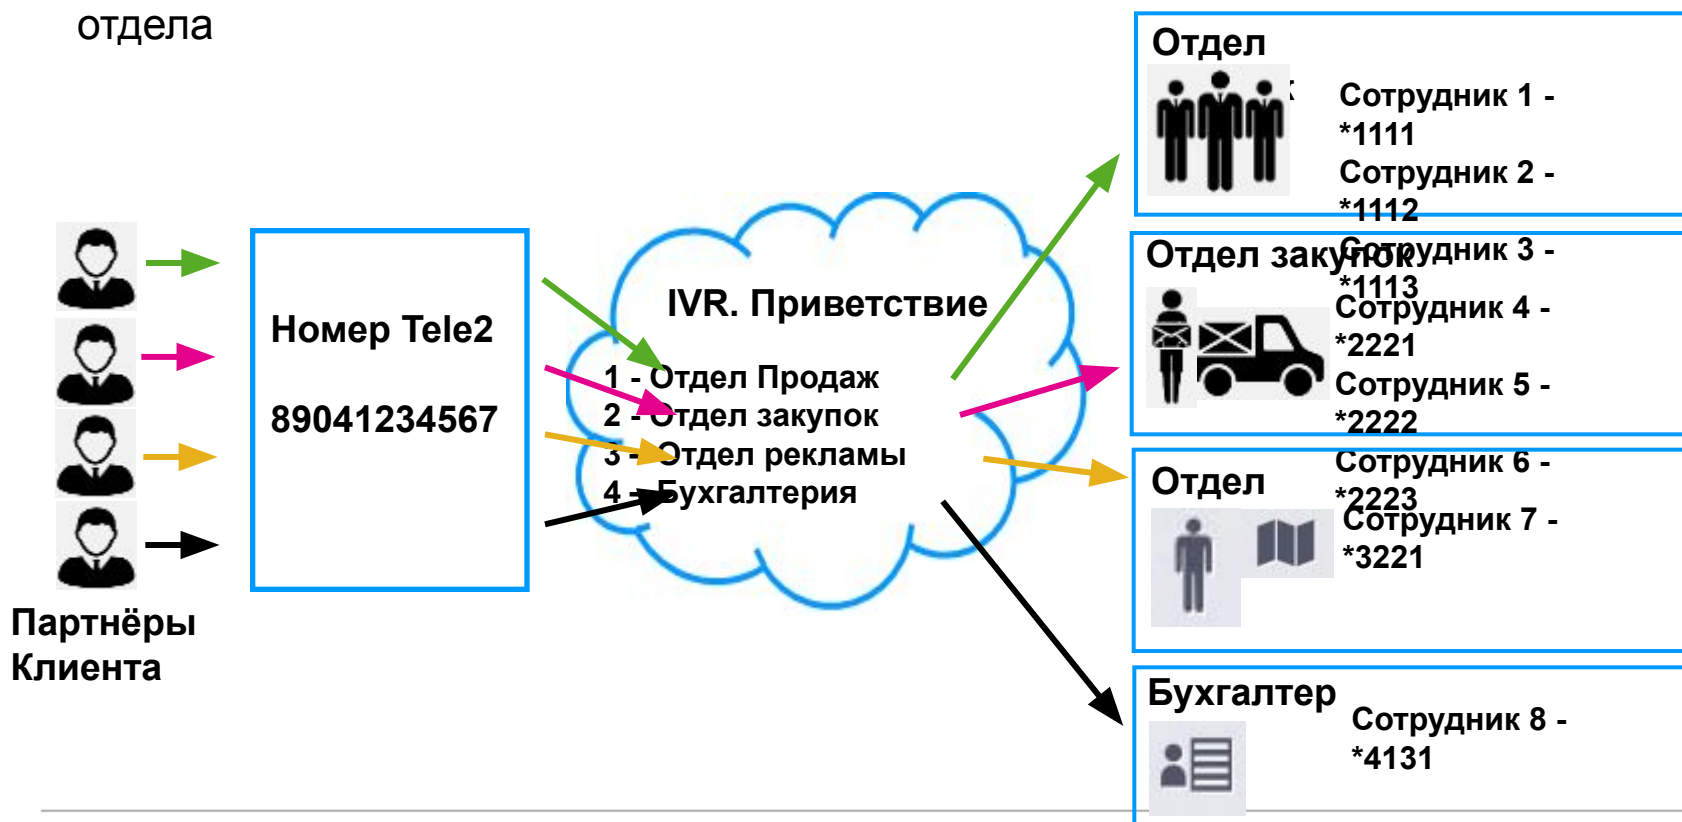 отдела
Партнёры
Клиента
Номер Tele2
89041234567
IVR. Приветствие
1 - Отдел Продаж
2 - Отдел закупок
3 - Отдел рекламы
4 - Бухгалтерия
Отдел
Сотрудник 1 -
*1111
Сотрудник 2 -
*1112
Сотрудник 3 -
*1113
Отдел закупок
Сотрудник 4 -
*2221
Сотрудник 5 -
*2222
Сотрудник 6 -
*2223
Отдел
Сотрудник 7 -
*3221
Бухгалтер
Сотрудник 8 -
*4131